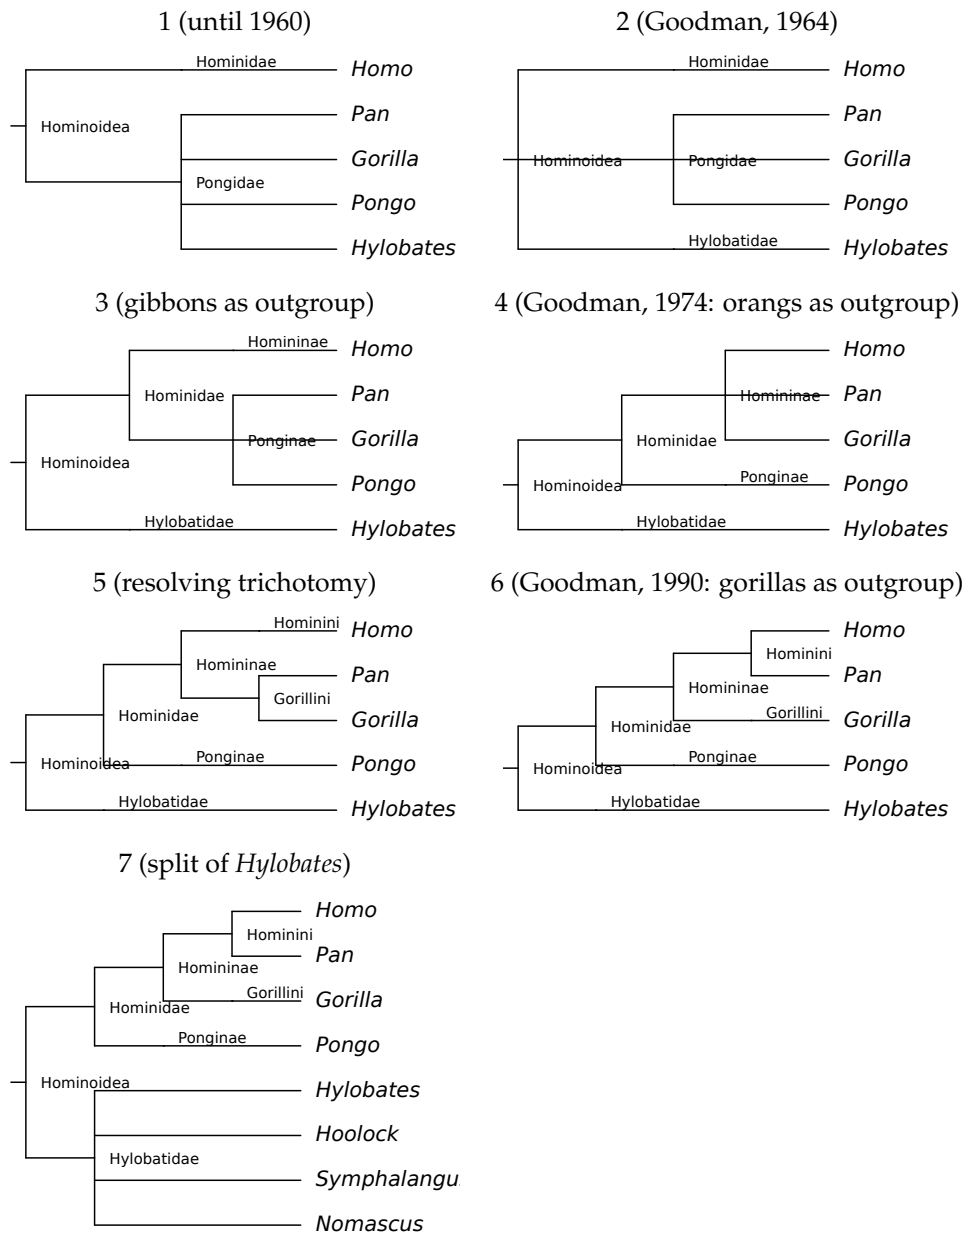 1 (until 1960)
Hominidae
Homo
Hominoidea
Pan
Gorilla
Pongidae
Pongo
Hylobates
2 (Goodman, 1964)
Hominidae
Homo
Pan
Hominoidea
Pongidae
Gorilla
Pongo
Hylobatidae
Hylobates
3 (gibbons as outgroup)
Homininae
Homo
Hominidae
Pan
Ponginae
Gorilla
Hominoidea
Pongo
Hylobatidae
Hylobates
4 (Goodman, 1974: orangs as outgroup)
Homo
Homininae
Pan
Hominidae
Gorilla
Hominoidea
Ponginae
Pongo
Hylobatidae
Hylobates
5 (resolving trichotomy)
Hominini
Homo
Homininae
Pan
Gorillini
Hominidae
Gorilla
Hominoidea
Ponginae
Pongo
Hylobatidae
Hylobates
6 (Goodman, 1990: gorillas as outgroup)
Homo
Hominini
Pan
Homininae
Gorillini
Gorilla
Hominidae
Hominoidea
Ponginae
Pongo
Hylobatidae
Hylobates
7 (split of Hylobates)
Homo
Hominini
Pan
Homininae
Gorillini
Gorilla
Hominidae
Ponginae
Pongo
Hominoidea
Hylobates
Hoolock
Hylobatidae
Symphalangu
Nomascus